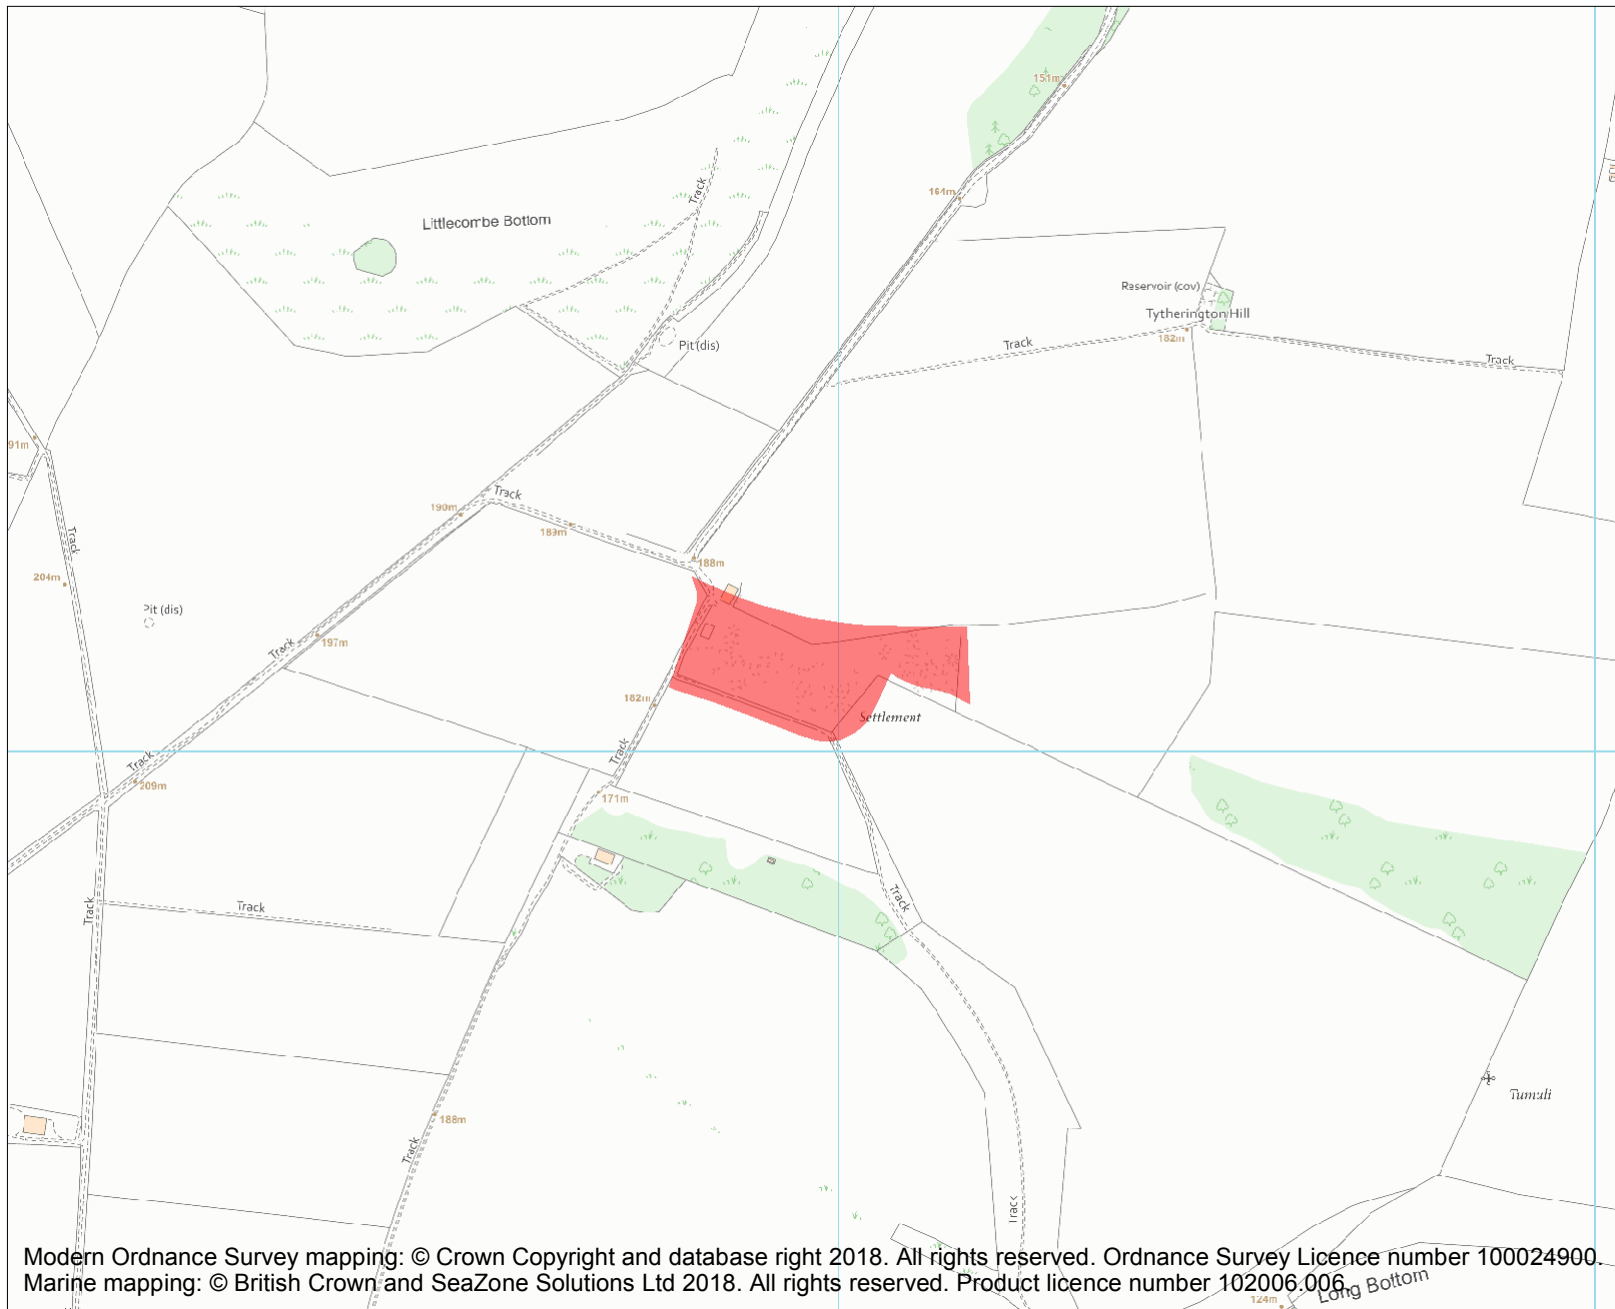 151m
164m
Track
Littlecombe Bottom
Reservoir (cov)
Tytherington Hill
182m
Track
Track
Pit (dis)
91m
Track
190m
189m
Track
188m
204m
Pit (dis)
197m
Track
182m
Settlement
Track
Track
209m
171m
Track
Track
Track
188m
Track
Tumuli
Track
Modern Ordnance Survey mapping: © Crown Copyright and database right 2018. All rights reserved. Ordnance Survey Licence number 100024900.
Marine mapping: © British Crown and SeaZone Solutions Ltd 2018. All rights reserved. Product licence number 102006.006.
Long Bottom
124m